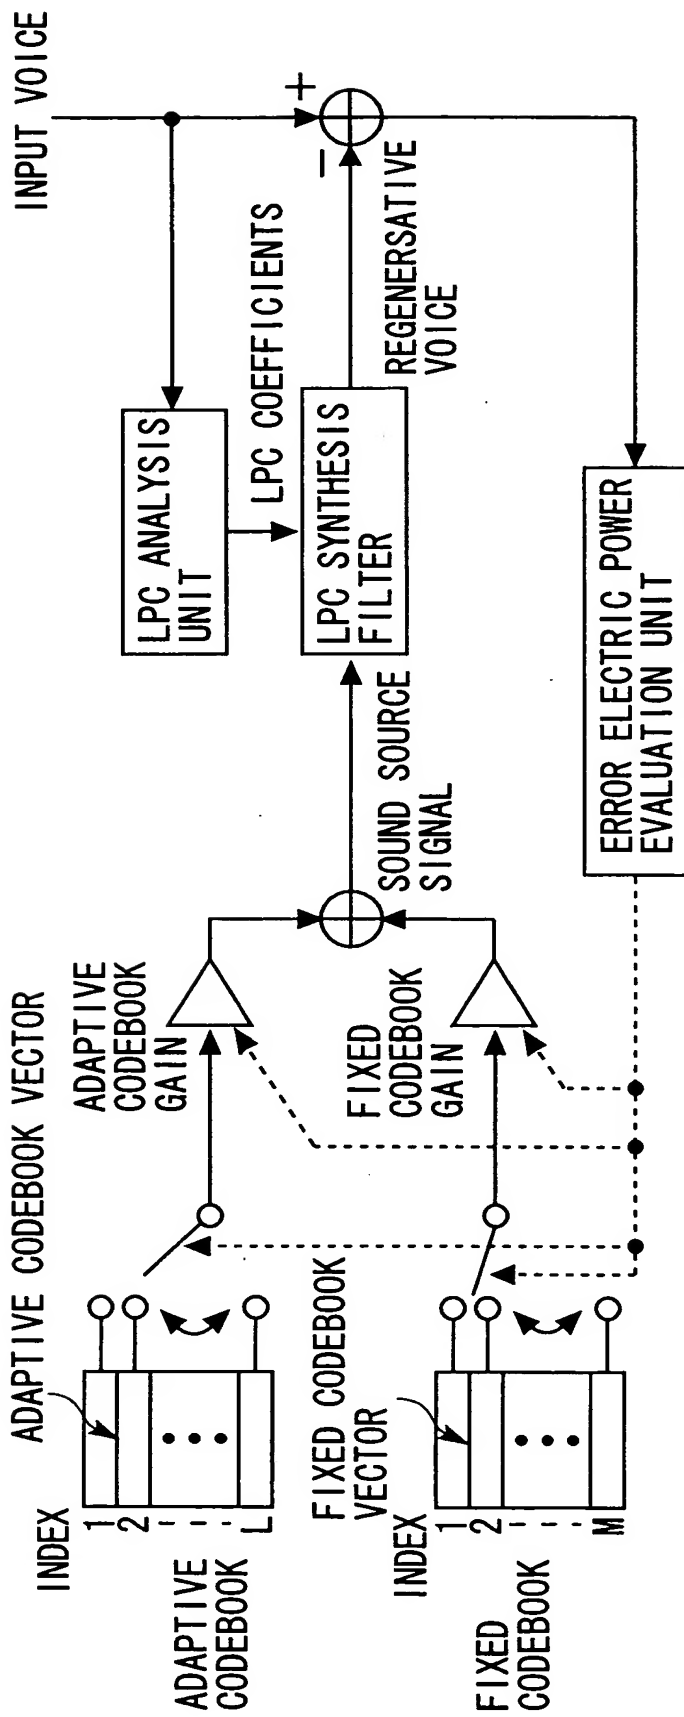 INPUT VOICE
+
-
LPC ANALYSIS
UNIT
LPC COEFFICIENTS
LPC SYNTHESIS
FILTER
REGENERSATIVE
VOICE
SOUND SOURCE
SIGNAL
ERROR ELECTRIC POWER
EVALUATION UNIT
ADAPTIVE CODEBOOK VECTOR
ADAPTIVE
CODEBOOK
GAIN
FIXED
CODEBOOK
GAIN
INDEX
1
2
L
ADAPTIVE
CODEBOOK
FIXED CODEBOOK
VECTOR
INDEX
1
2
M
FIXED
CODEBOOK